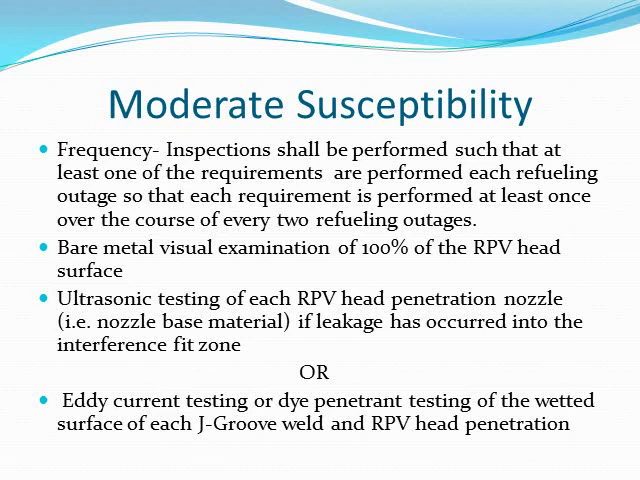 Moderate Susceptibility
• Frequency- Inspections shall be performed such that at
least one of the requirements  are performed each refueling
outage so that each requirement is performed at least once
over the course of every two refueling outages.
• Bare metal visual examination of 100% of the RPV head
surface
• Ultrasonic testing of each RPV head penetration nozzle
(i.e. nozzle base material) if leakage has occurred into the
interference fit zone
OR
•  Eddy current testing or dye penetrant testing of the wetted
surface of each J-Groove weld and RPV head penetration